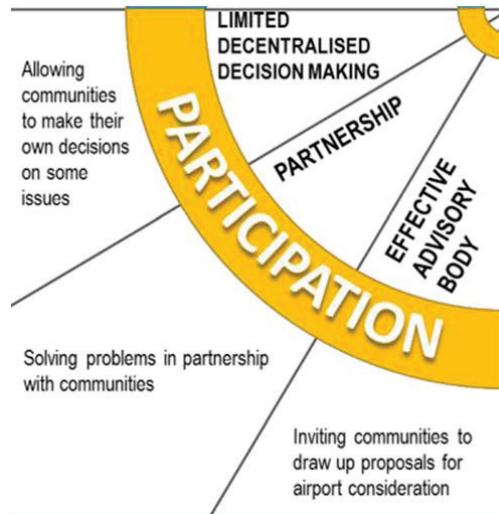 LIMITED
DECENTRALISED
DECISION MAKING
Allowing
communities
to make their
own decisions
on some
issues
PARTICIPATION
PARTNERSHIP
EFFECTIVE
ADVISORY
BODY
Solving problems in partnership
with communities
Inviting communities to
draw up proposals for
airport consideration